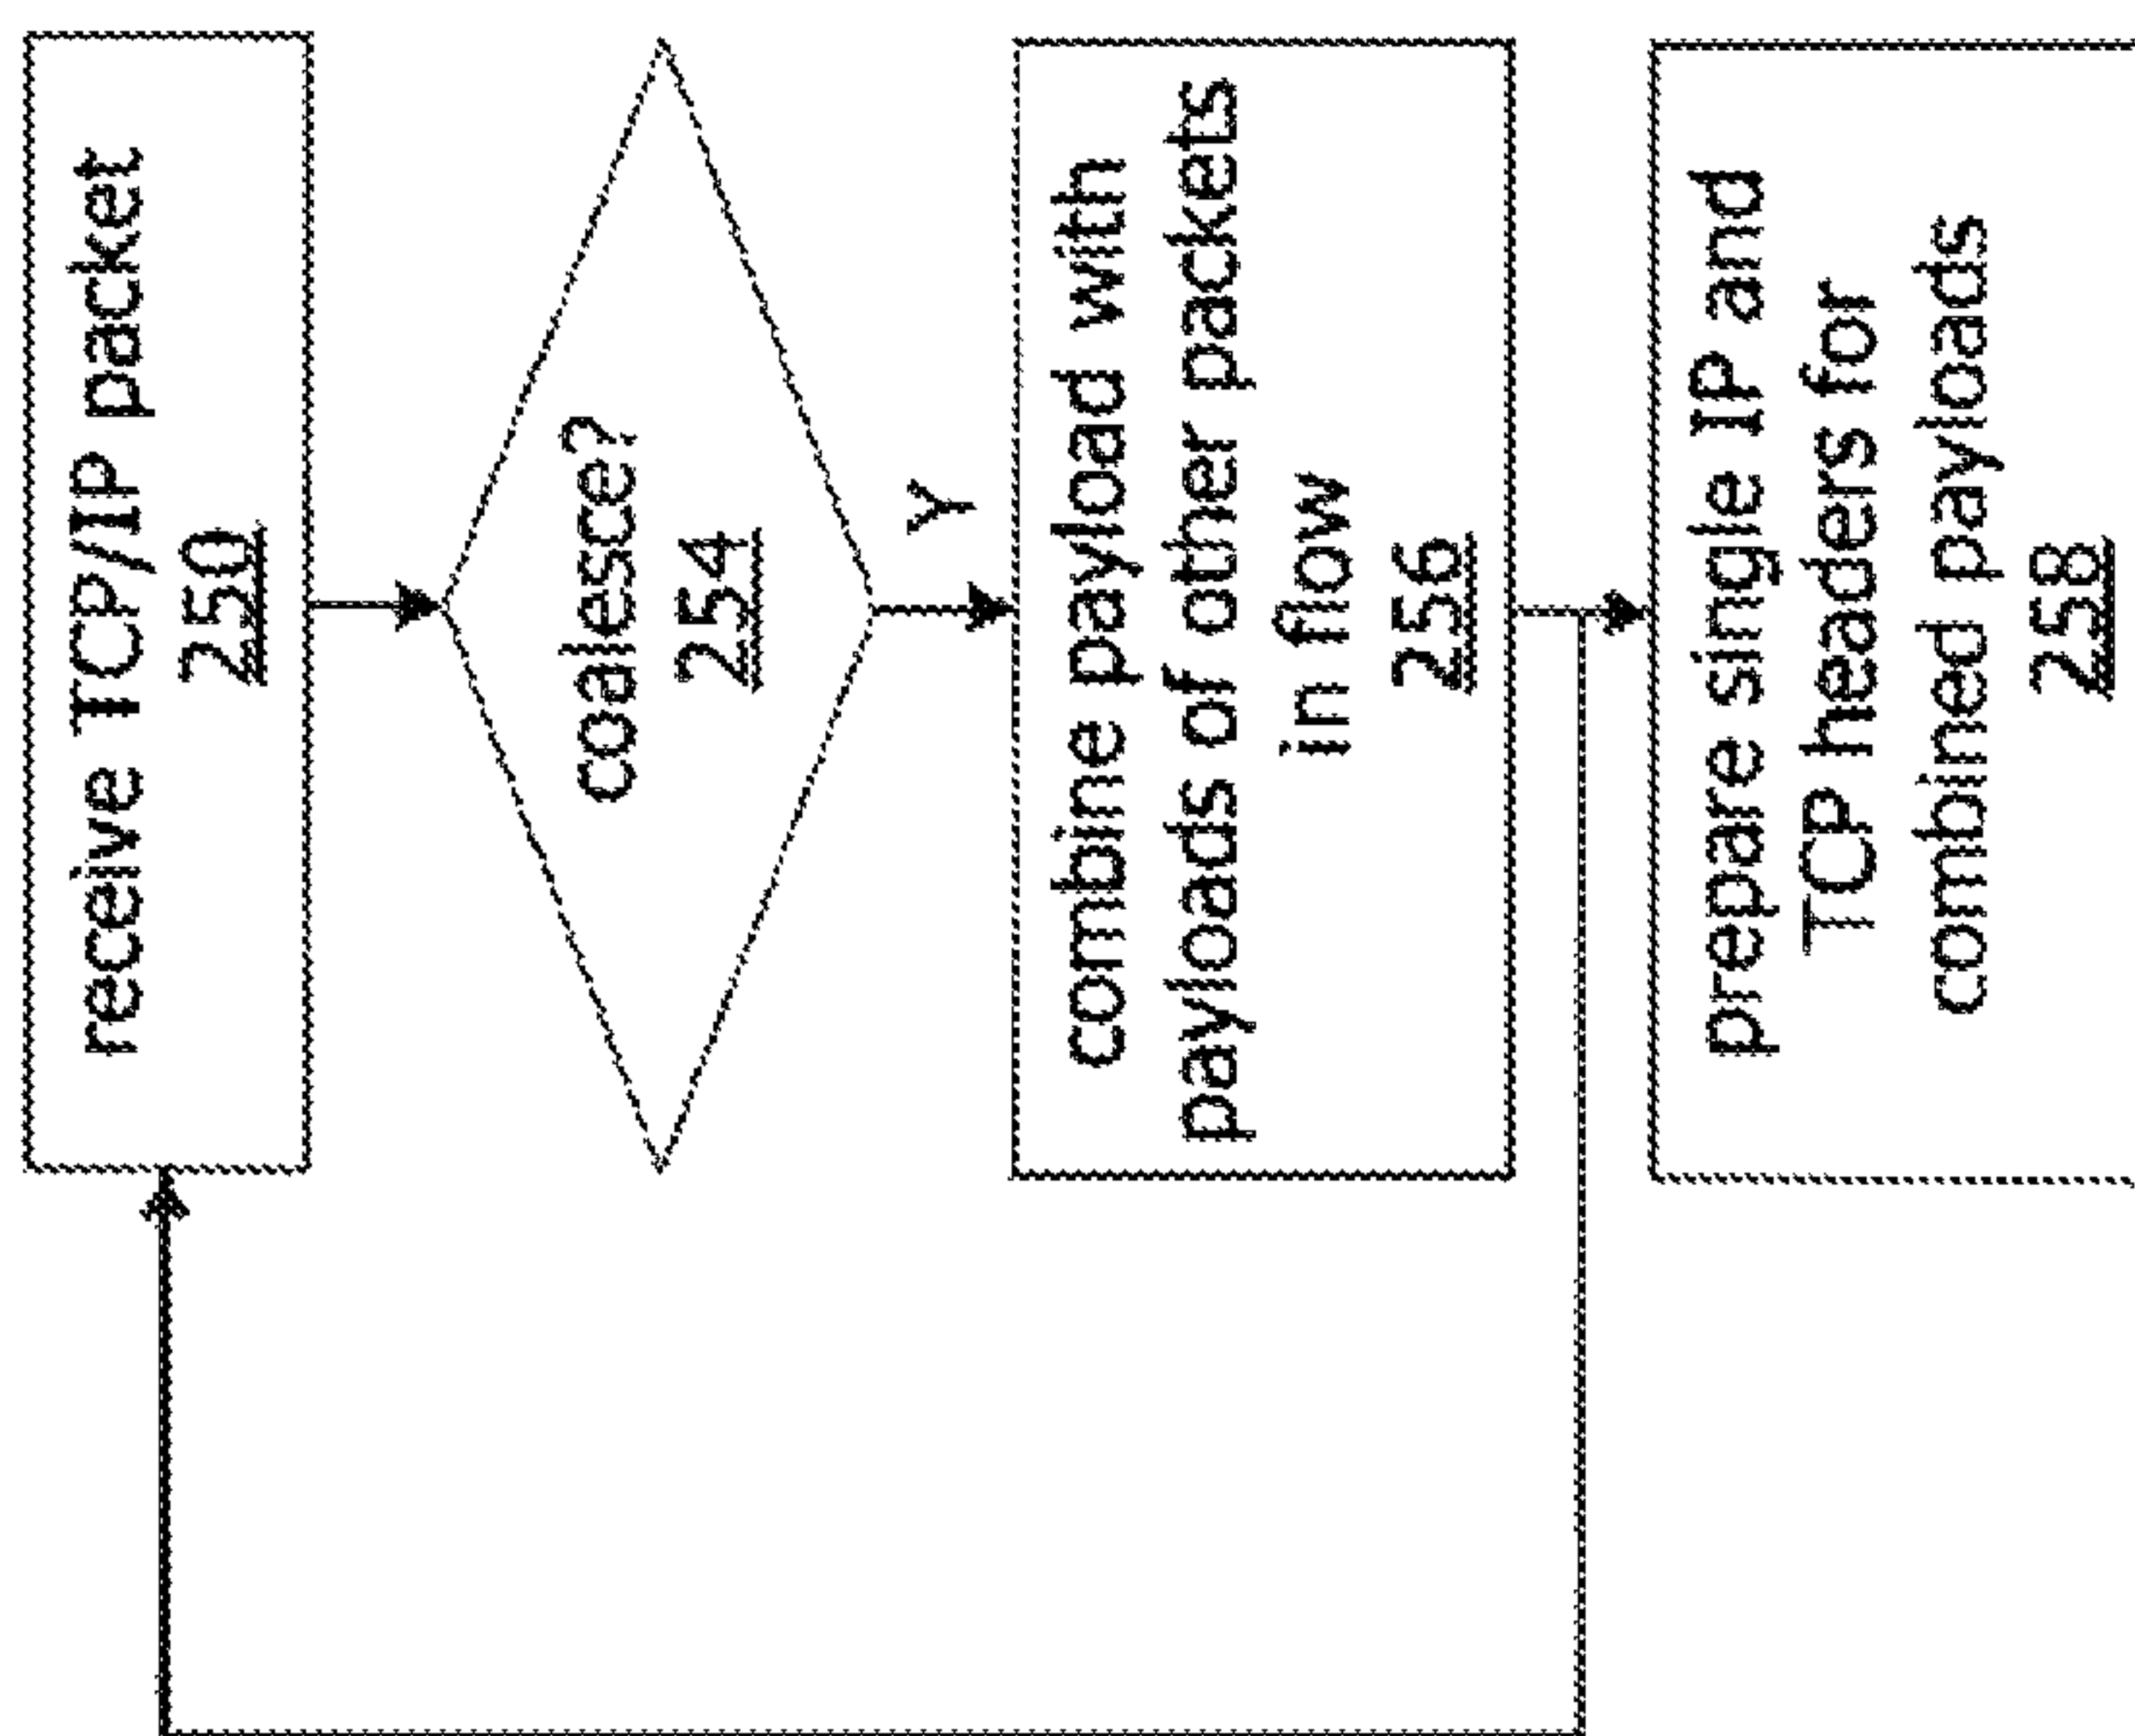 receive TCP/IP packet
250
coalesce?
254
Y
combine payload with
payloads of other packets
in flow
256
prepare single IP and
TCP headers for
combined payloads
258